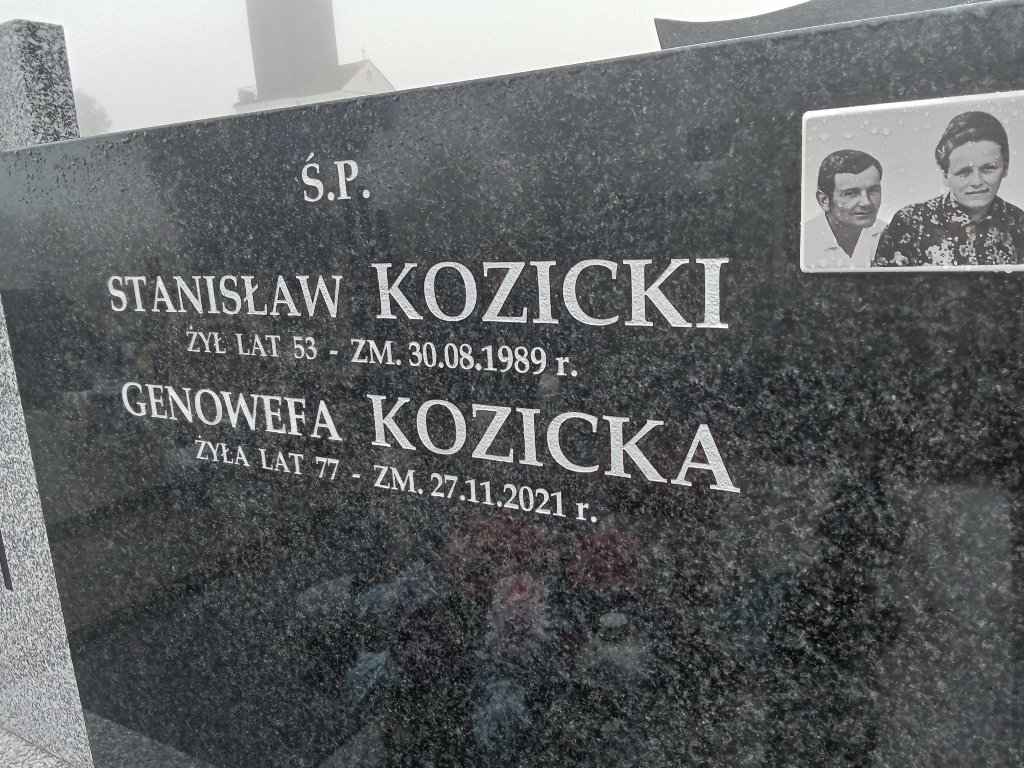 Ś.P.
STANISŁAW KOZICKI
ŻYŁ LAT 53 - ZM. 30.08.1989 r.
GENOWEFA KOZICKA
ŻYŁA LAT 77 - ZM. 27.11.2021 r.